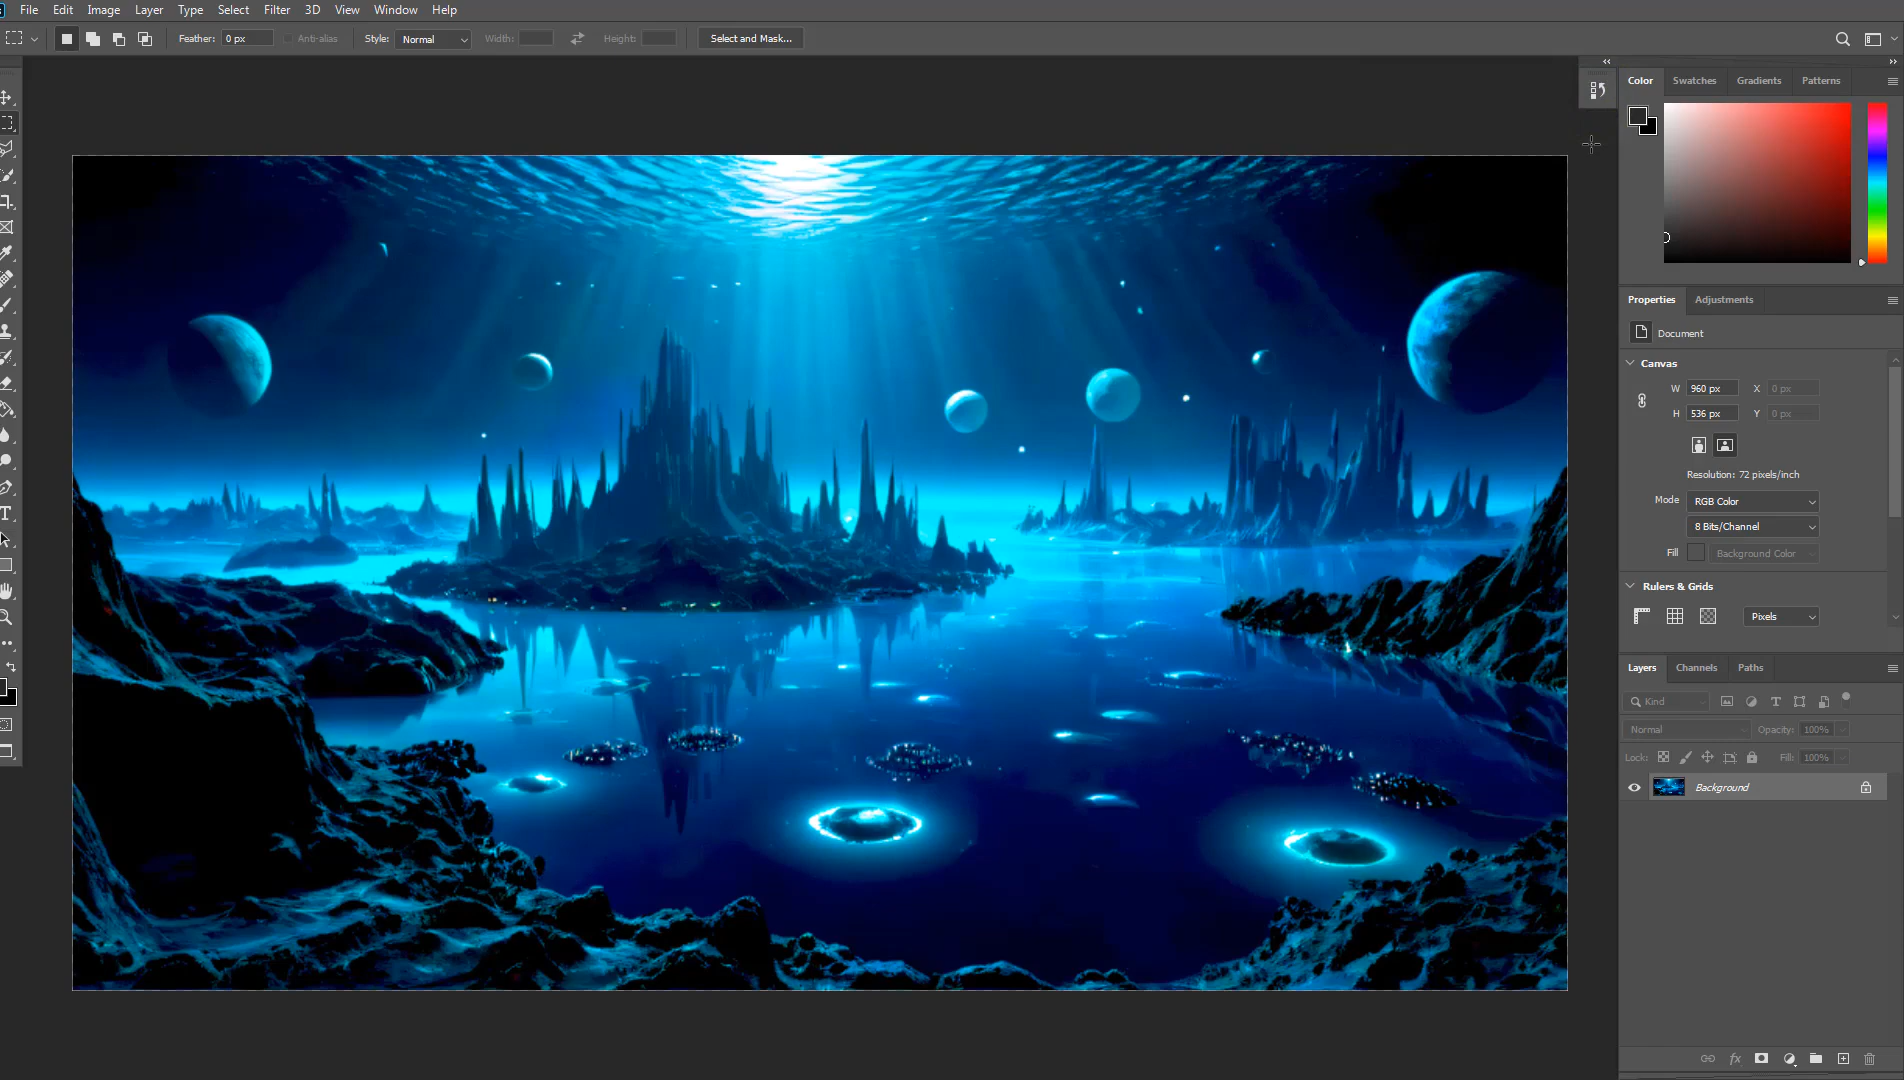 File Edit Image Layer Type Select Filter 3D View Window Help
Feather: 0 px Anti-alias Style: Normal Width: Height: Select and Mask...
Color Swatches Gradients Patterns
Properties Adjustments
Document
Canvas
W 960 px X 0 px
H 536 px Y 0 px
Resolution: 72 pixels/inch
Mode RGB Color
8 Bits/Channel
Fill Background Color
Rulers & Grids
Pixels
Layers Channels Paths
Kind
Normal Opacity: 100%
Lock: Fill: 100%
Background